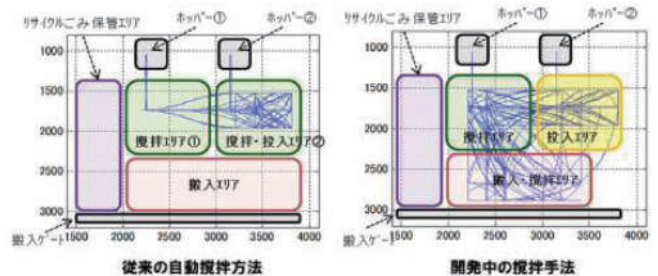 リサイクルごみ保管エリア
ホッパー①
ホッパー②
1000
1500
2000
2500
3000
攪拌エリア①
攪拌・投入エリア②
搬入エリア
搬入ゲート
1500
2000
2500
3000
3500
4000
従来の自動攪拌方法
リサイクルごみ保管エリア
ホッパー①
ホッパー②
1000
1500
2000
2500
3000
攪拌エリア
投入エリア
搬入・攪拌エリア
搬入ゲート
1500
2000
2500
3000
3500
4000
開発中の攪拌手法